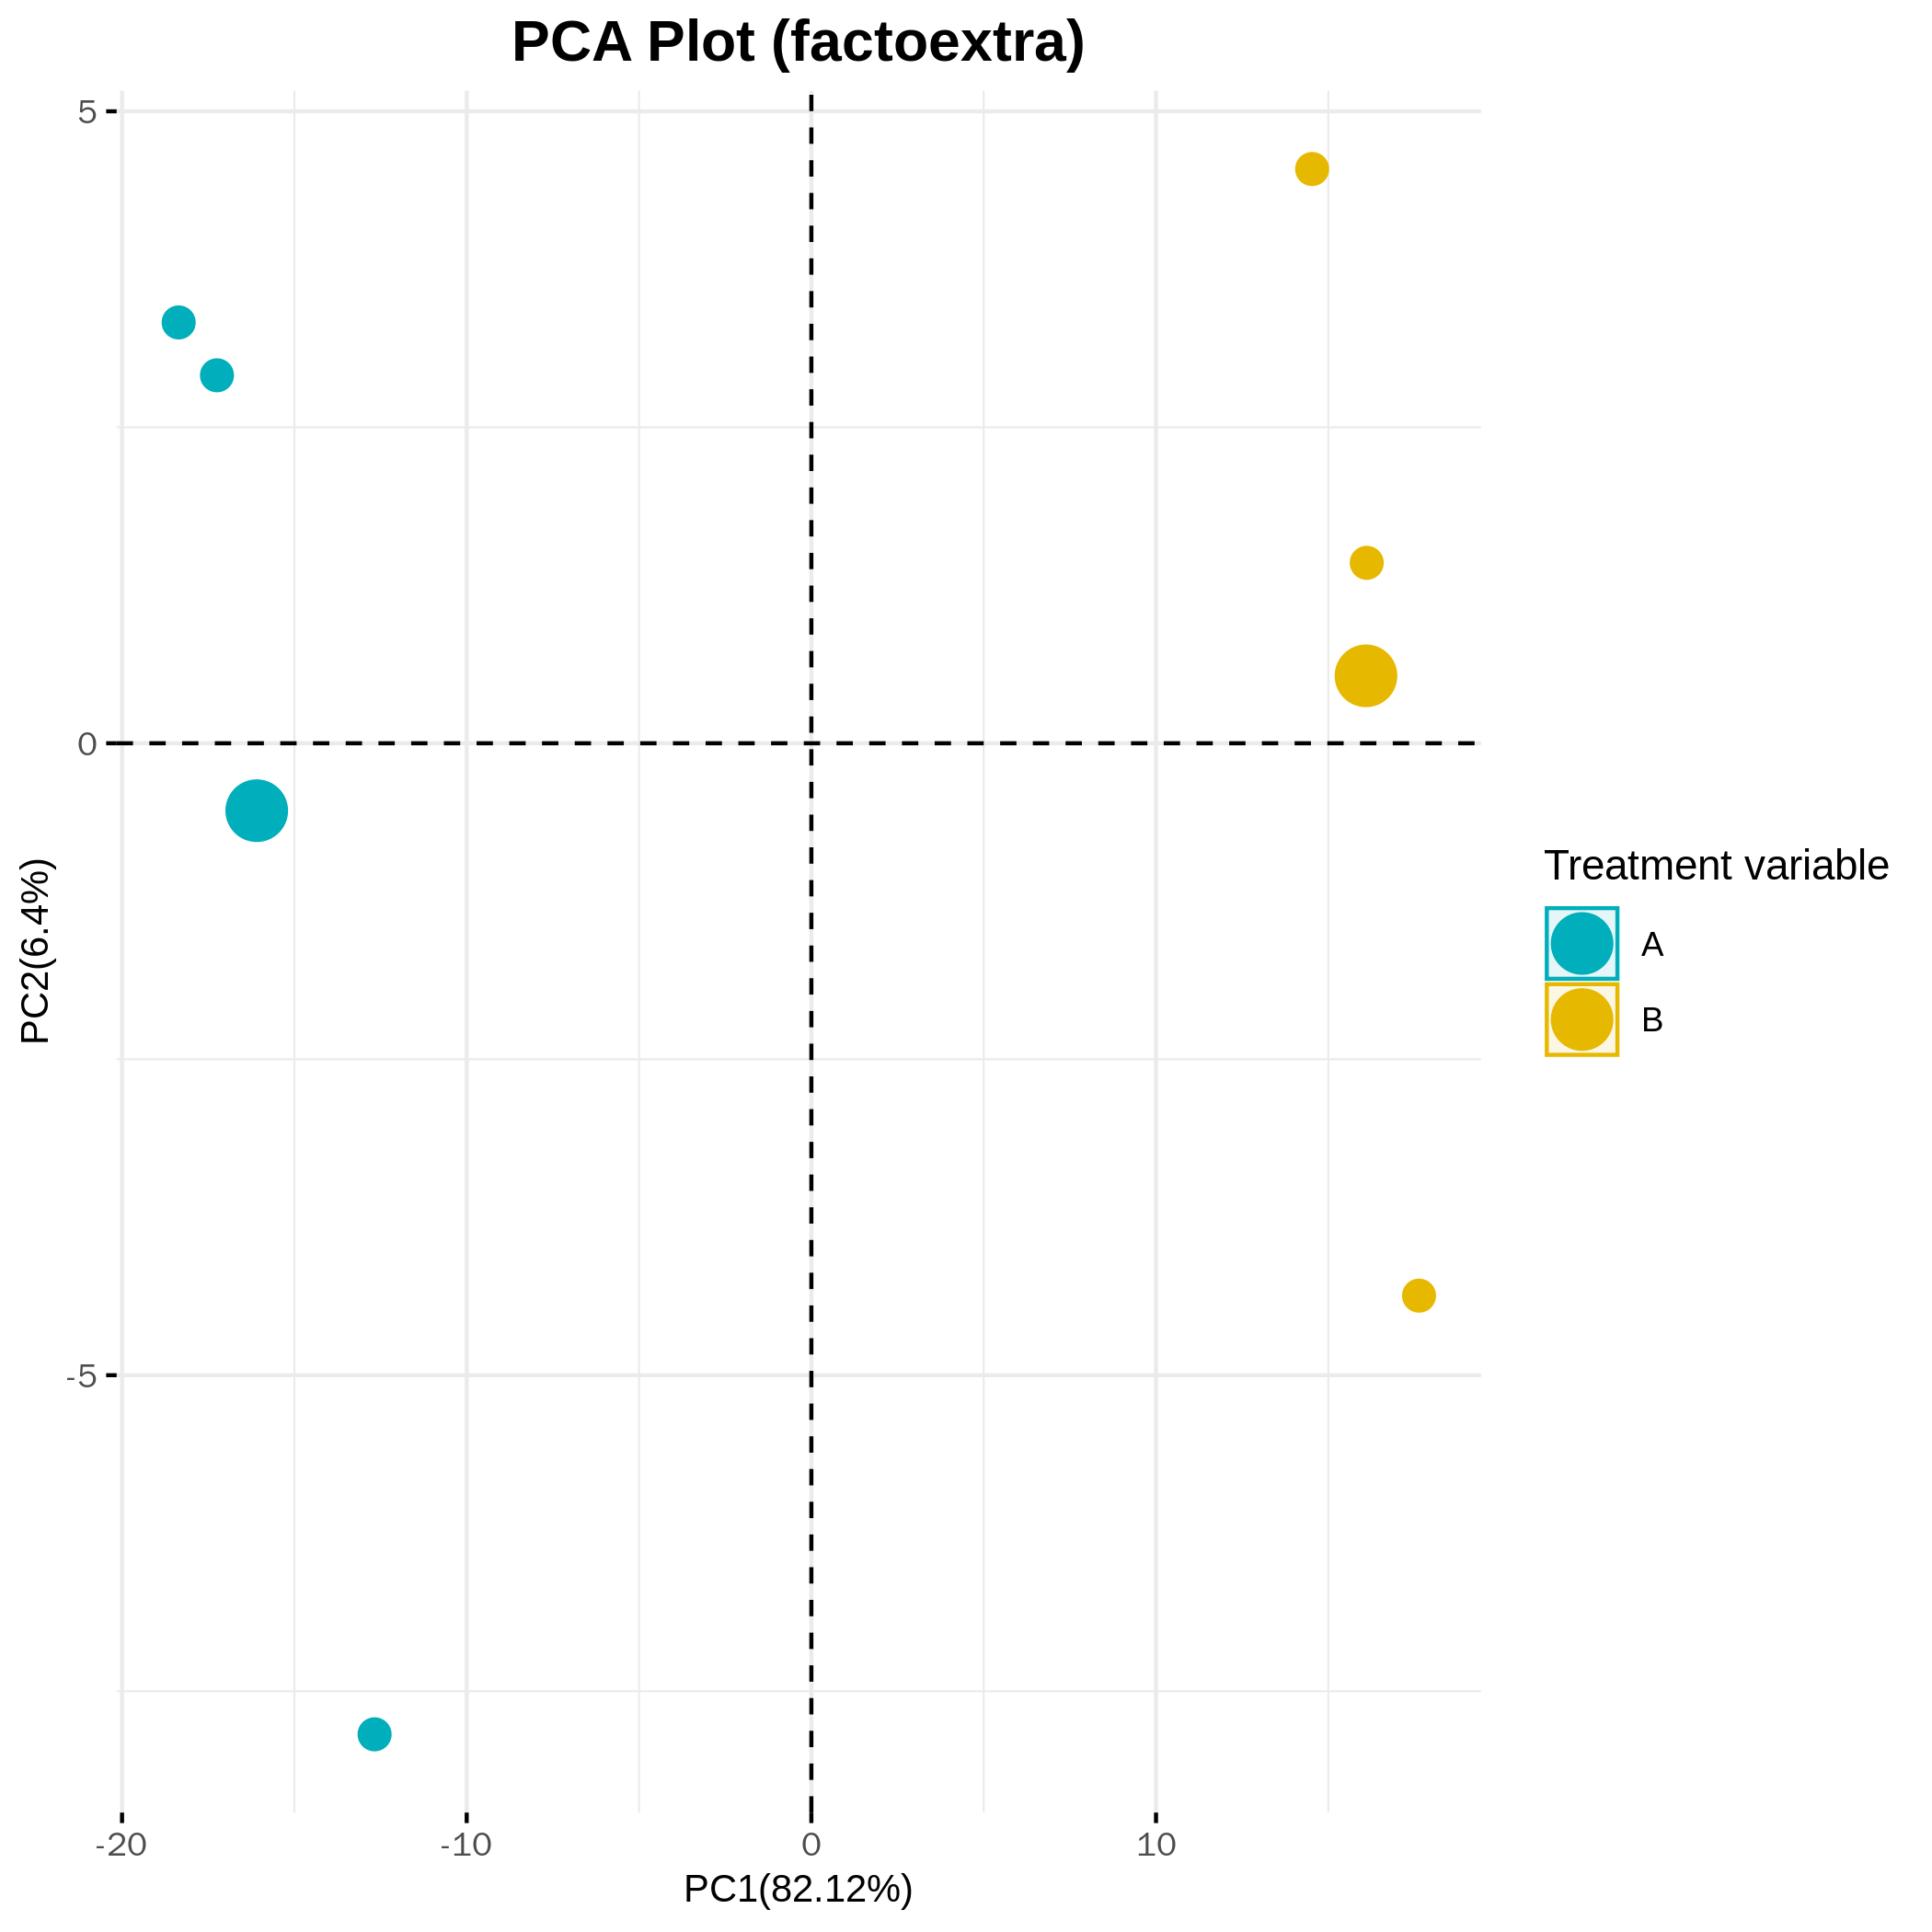 PCA Plot (factoextra)
5
0
-5
PC2(6.4%)
-20 -10 0 10
PC1(82.12%)
Treatment variable
A
B